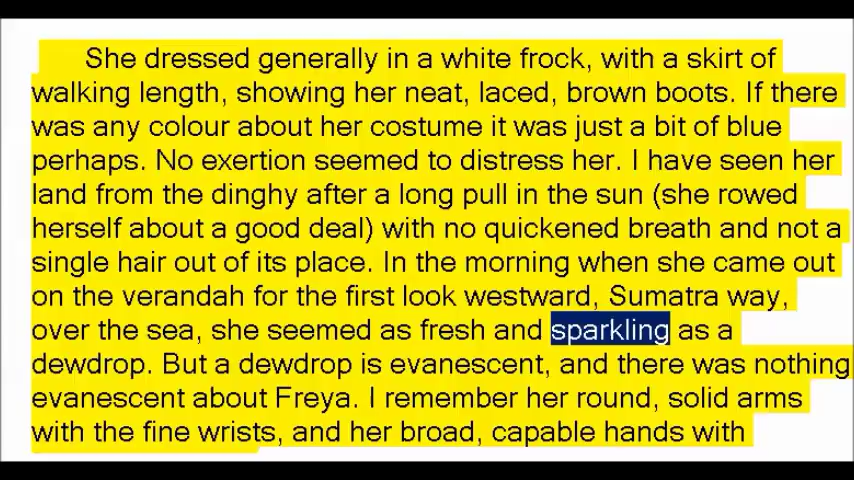 She dressed generally in a white frock, with a skirt of
walking length, showing her neat, laced, brown boots. If there
was any colour about her costume it was just a bit of blue
perhaps. No exertion seemed to distress her. I have seen her
land from the dinghy after a long pull in the sun (she rowed
herself about a good deal) with no quickened breath and not a
single hair out of its place. In the morning when she came out
on the verandah for the first look westward, Sumatra way,
over the sea, she seemed as fresh and sparkling as a
dewdrop. But a dewdrop is evanescent, and there was nothing
evanescent about Freya. I remember her round, solid arms
with the fine wrists, and her broad, capable hands with